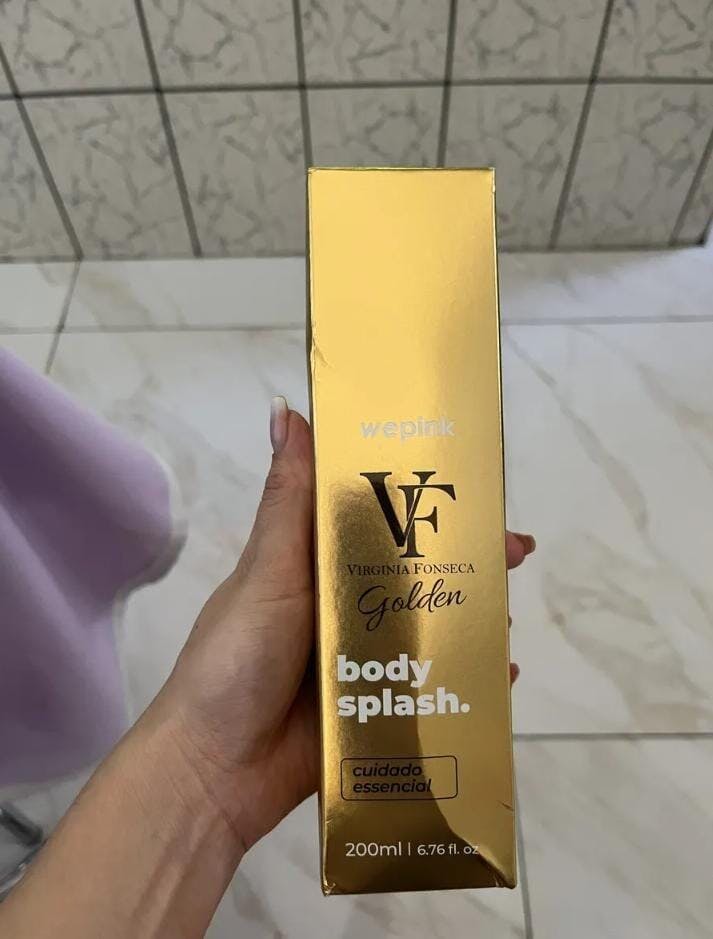 wepink
VF
VIRGINIA FONSECA
Golden
body
splash.
cuidado
essencial
200ml | 6.76 fl. oz